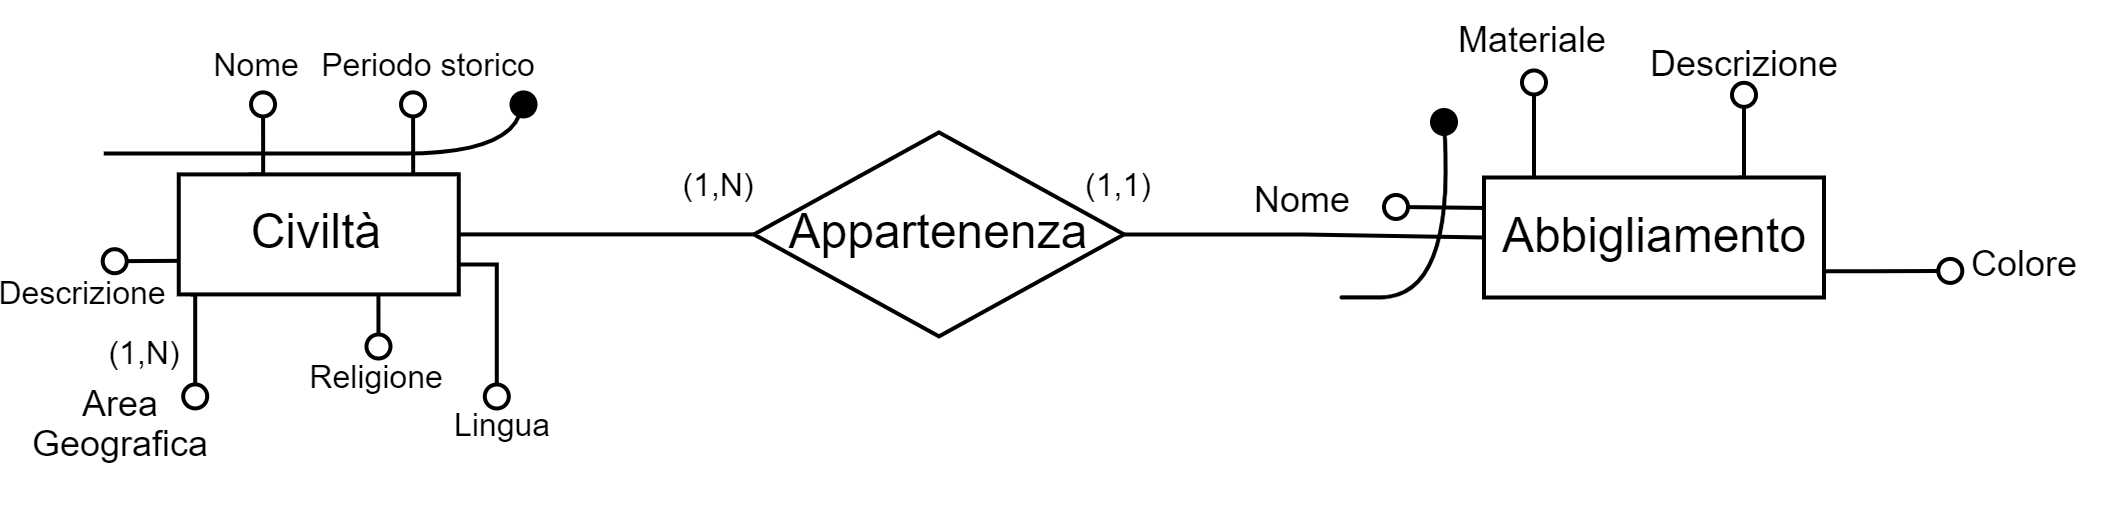 Nome
Periodo storico
Civiltà
Descrizione
(1,N)
Area
Geografica
Religione
Lingua
(1,N)
Appartenenza
(1,1)
Nome
Materiale
Descrizione
Abbigliamento
Colore